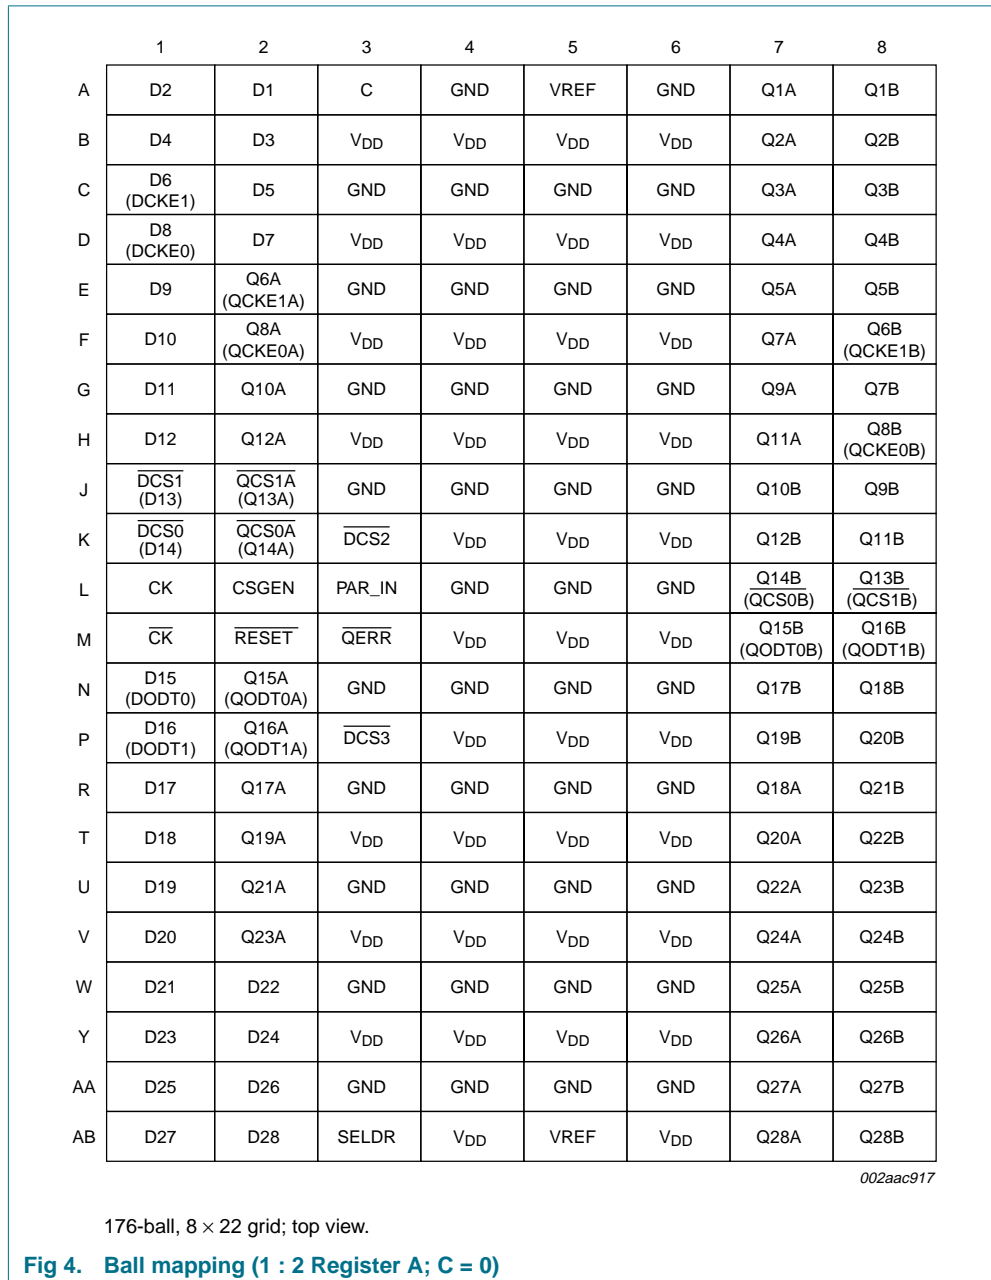 1 2 3 4 5 6 7 8
A D2 D1 C GND VREF GND Q1A Q1B
B D4 D3 VDD VDD VDD VDD Q2A Q2B
C D6 (DCKE1) D5 GND GND GND GND Q3A Q3B
D D8 (DCKE0) D7 VDD VDD VDD VDD Q4A Q4B
E D9 Q6A (QCKE1A) GND GND GND GND Q5A Q5B
F D10 Q8A (QCKE0A) VDD VDD VDD VDD Q7A Q6B (QCKE1B)
G D11 Q10A GND GND GND GND Q9A Q7B
H D12 Q12A VDD VDD VDD VDD Q11A Q8B (QCKE0B)
J DCS1 (D13) QCS1A (Q13A) GND GND GND GND Q10B Q9B
K DCS0 (D14) QCS0A (Q14A) DCS2 VDD VDD VDD Q12B Q11B
L CK CSGEN PAR_IN GND GND GND Q14B (QCS0B) Q13B (QCS1B)
M CK RESET QERR VDD VDD VDD Q15B (QODT0B) Q16B (QODT1B)
N D15 (DODT0) Q15A (QODT0A) GND GND GND GND Q17B Q18B
P D16 (DODT1) Q16A (QODT1A) DCS3 VDD VDD VDD Q19B Q20B
R D17 Q17A GND GND GND GND Q18A Q21B
T D18 Q19A VDD VDD VDD VDD Q20A Q22B
U D19 Q21A GND GND GND GND Q22A Q23B
V D20 Q23A VDD VDD VDD VDD Q24A Q24B
W D21 D22 GND GND GND GND Q25A Q25B
Y D23 D24 VDD VDD VDD VDD Q26A Q26B
AA D25 D26 GND GND GND GND Q27A Q27B
AB D27 D28 SELDR VDD VREF VDD Q28A Q28B
002aac917
176-ball, 8 × 22 grid; top view.
Fig 4. Ball mapping (1 : 2 Register A; C = 0)